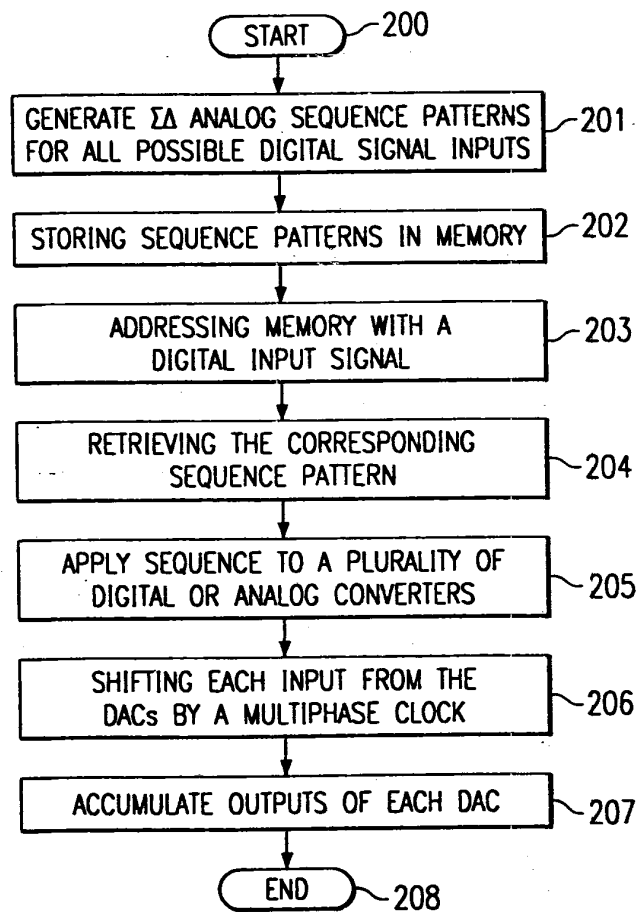 START
200
GENERATE ΣΔ ANALOG SEQUENCE PATTERNS
FOR ALL POSSIBLE DIGITAL SIGNAL INPUTS
201
STORING SEQUENCE PATTERNS IN MEMORY
202
ADDRESSING MEMORY WITH A
DIGITAL INPUT SIGNAL
203
RETRIEVING THE CORRESPONDING
SEQUENCE PATTERN
204
APPLY SEQUENCE TO A PLURALITY OF
DIGITAL OR ANALOG CONVERTERS
205
SHIFTING EACH INPUT FROM THE
DACs BY A MULTIPHASE CLOCK
206
ACCUMULATE OUTPUTS OF EACH DAC
207
END
208